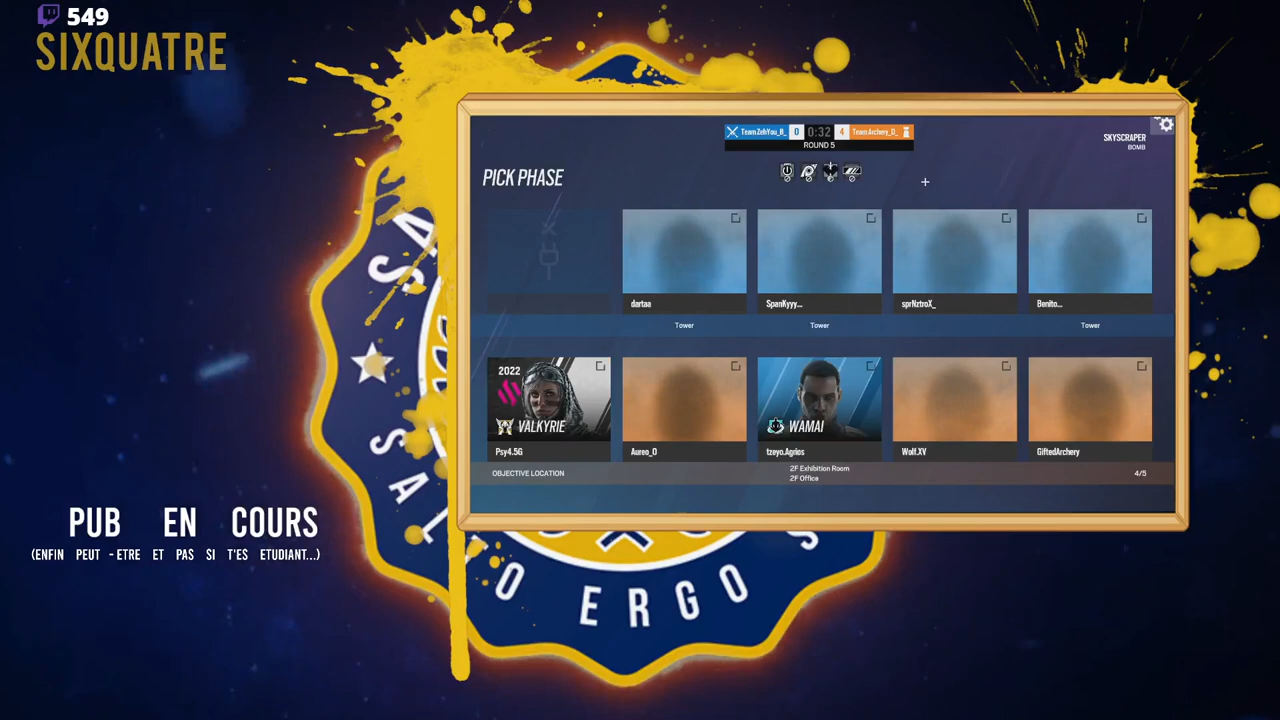 549
SIXQUATRE
TeamZehYou_B_ 0 0:32 4 TeamArchery_D_
ROUND 5
SKYSCRAPER
BOMB
PICK PHASE
dartaa
SpanKyyy...
sprNztroX_
Benito...
Tower
Tower
Tower
2022
VALKYRIE
WAMAI
Psy4.5G
Aureo_O
tzeyo.Agrios
Wolf.XV
GiftedArchery
OBJECTIVE LOCATION
2F Exhibition Room
2F Office
4/5
PUB EN COURS
(ENFIN PEUT -ETRE ET PAS SI T'ES ETUDIANT...)
O ERGO S
SAL